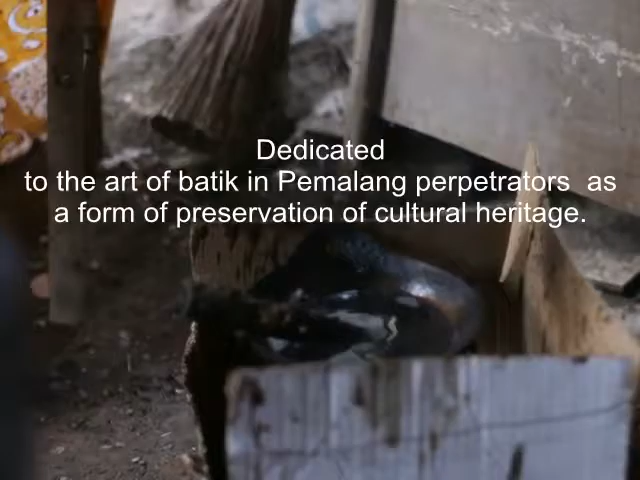 Dedicated
to the art of batik in Pemalang perpetrators  as
a form of preservation of cultural heritage.